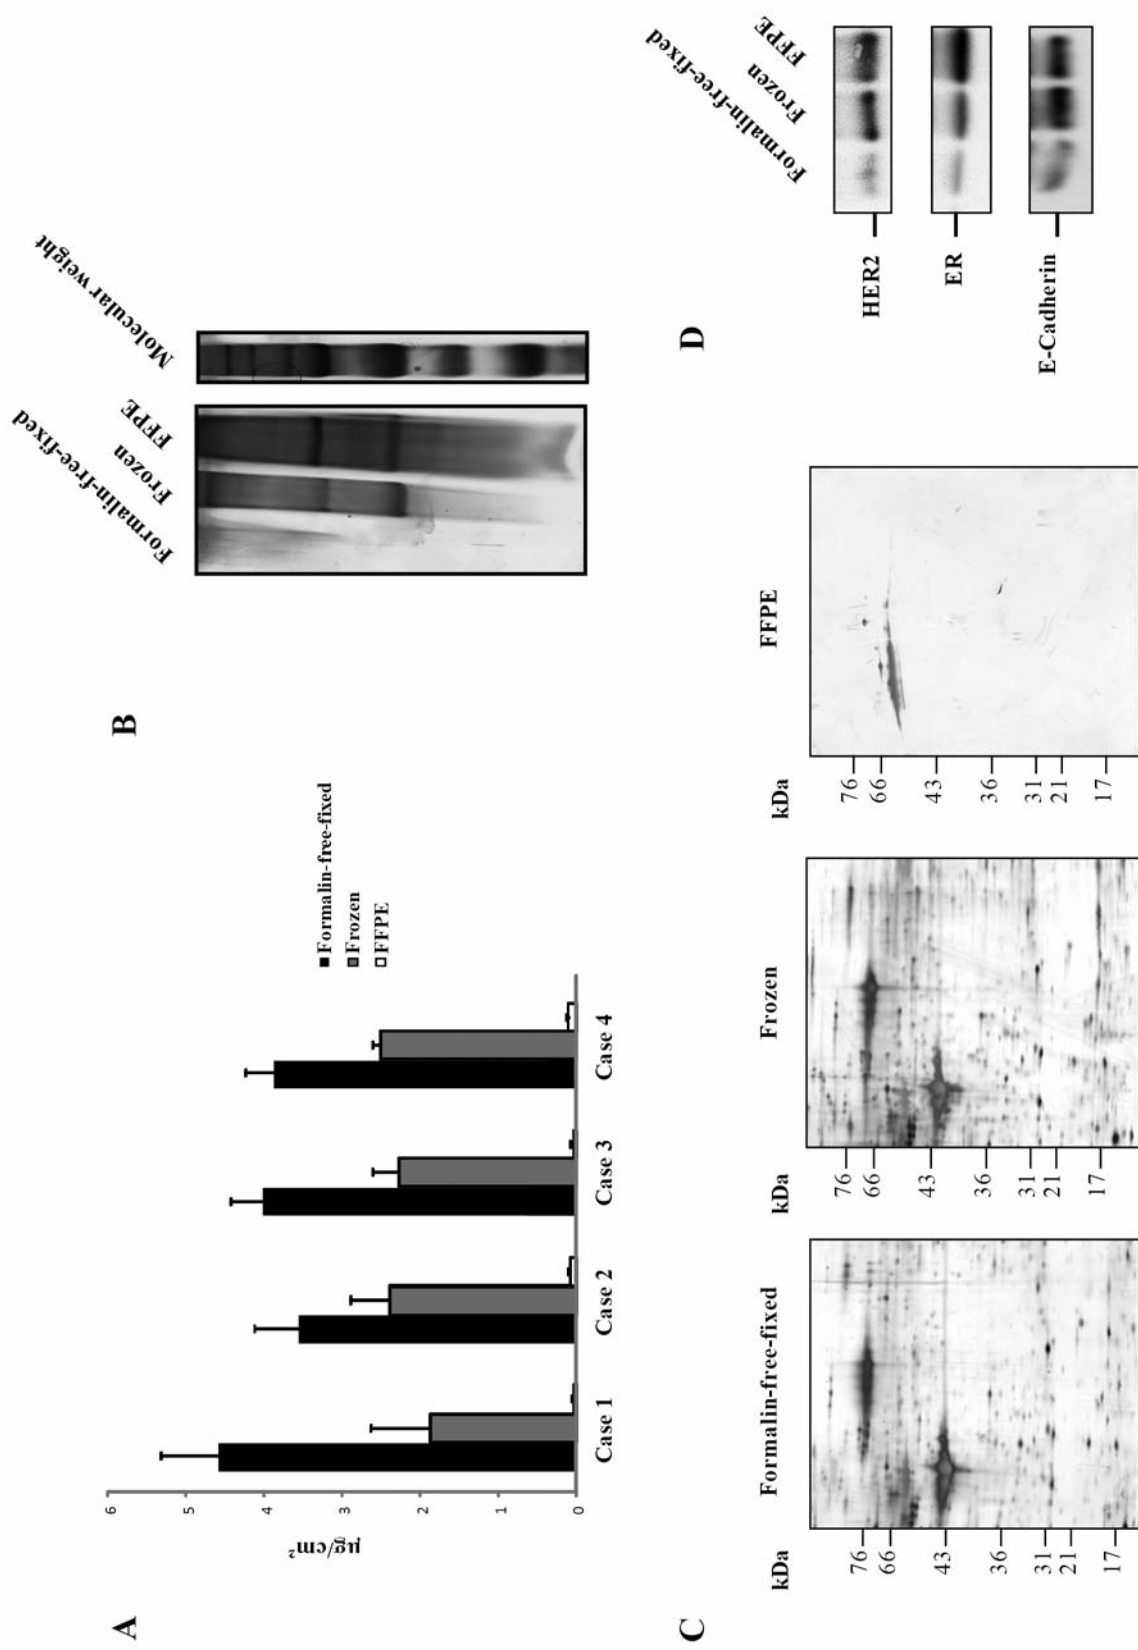 A
µg/cm²
6
5
4
3
2
1
0
Case 1
Case 2
Case 3
Case 4
Formalin-free-fixed
Frozen
FFPE
B
Formalin-free-fixed
Frozen
FFPE
Molecular weight
C
Formalin-free-fixed
kDa
76
66
43
36
31
21
17
Frozen
kDa
76
66
43
36
31
21
17
FFPE
kDa
76
66
43
36
31
21
17
D
Formalin-free-fixed
Frozen
FFPE
HER2
ER
E-Cadherin